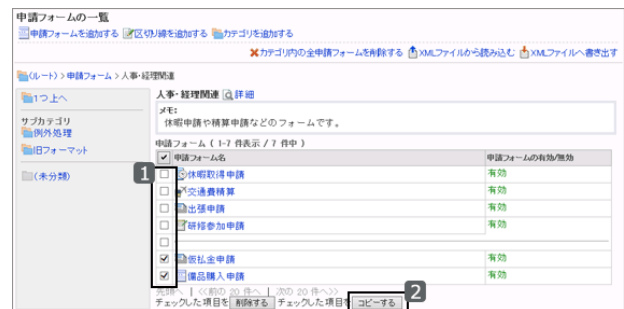 申請フォームの一覧
申請フォームを追加する 区切り線を追加する カテゴリを追加する
カテゴリ内の全申請フォームを削除する XMLファイルから読み込む XMLファイルへ書き出す
(ルート) > 申請フォーム > 人事・経理関連
1つ上へ
サブカテゴリ
例外処理
旧フォーマット
(未分類)
人事・経理関連 詳細
メモ:
休暇申請や精算申請などのフォームです。
申請フォーム ( 1-7 件表示 / 7 件中 )
申請フォーム名 申請フォームの有効/無効
1
休暇取得申請 有効
交通費精算 有効
出張申請 有効
研修参加申請 有効
仮払金申請 有効
備品購入申請 有効
先頭へ | <<前の 20 件へ | 次の 20 件へ>>
チェックした項目を 削除する チェックした項目を コピーする
2